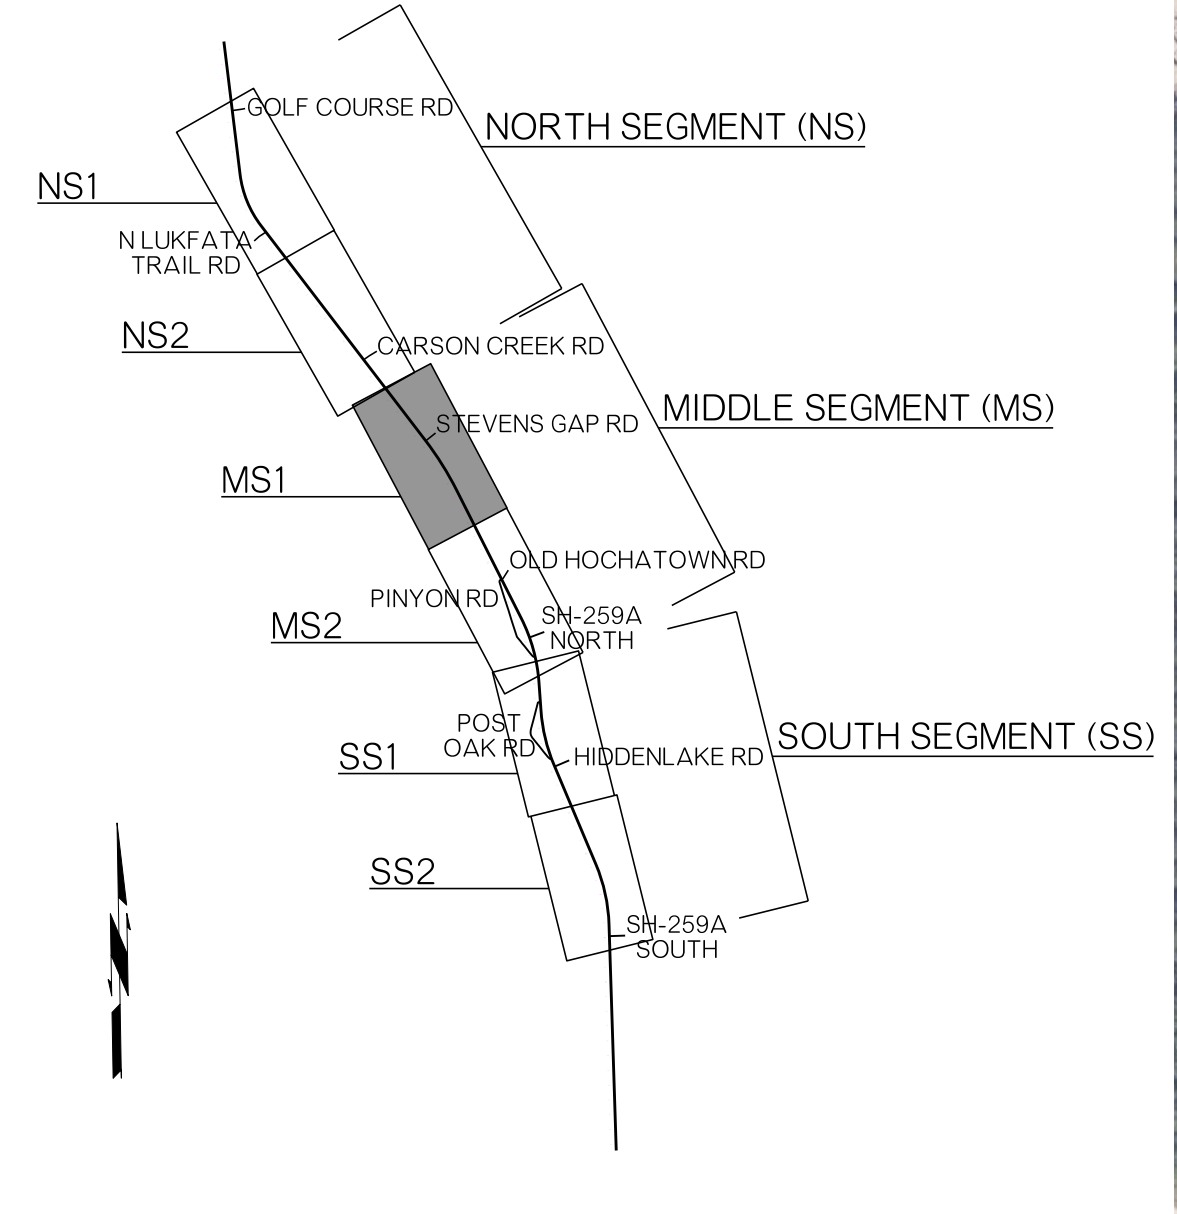 GOLF COURSE RD
NORTH SEGMENT (NS)
NS1
N LUKFATA
TRAIL RD
NS2
CARSON CREEK RD
MIDDLE SEGMENT (MS)
STEVENS GAP RD
MS1
OLD HOCHATOWN RD
PINYON RD
SH-259A
NORTH
MS2
POST
OAK RD
SOUTH SEGMENT (SS)
SS1
HIDDENLAKE RD
SS2
SH-259A
SOUTH